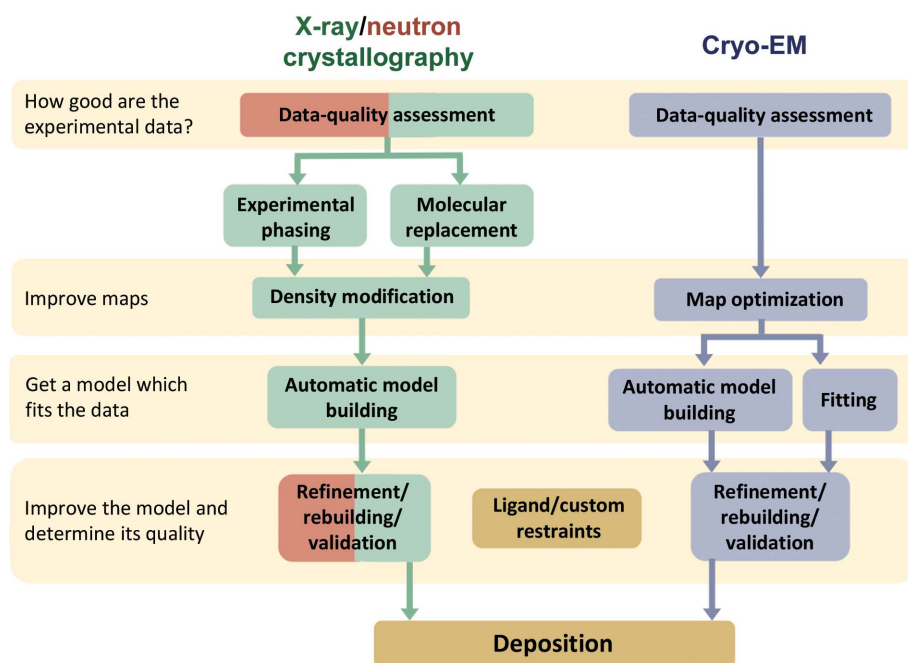 X-ray/neutron
crystallography
Cryo-EM
How good are the
experimental data?
Data-quality assessment
Data-quality assessment
Experimental
phasing
Molecular
replacement
Improve maps
Density modification
Map optimization
Get a model which
fits the data
Automatic model
building
Automatic model
building
Fitting
Improve the model and
determine its quality
Refinement/
rebuilding/
validation
Ligand/custom
restraints
Refinement/
rebuilding/
validation
Deposition